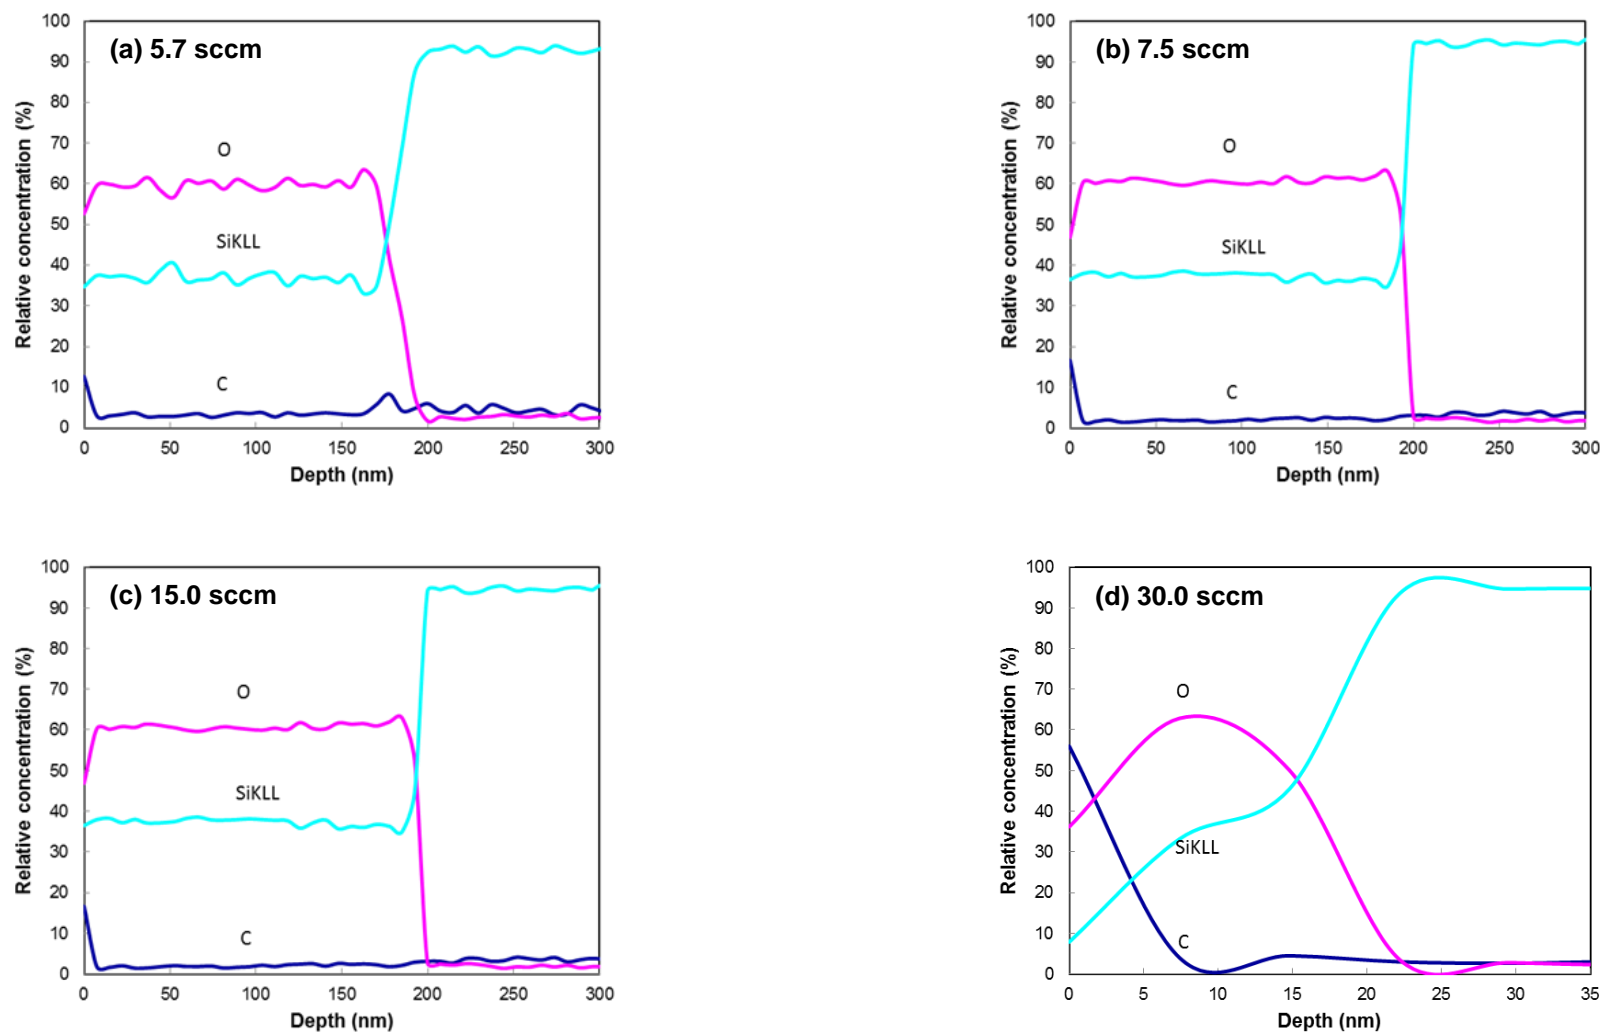 (a) 5.7 sccm
Relative concentration (%)
100
90
80
70
60
50
40
30
20
10
0
O
SiKLL
C
0 50 100 150 200 250 300
Depth (nm)
(b) 7.5 sccm
Relative concentration (%)
100
90
80
70
60
50
40
30
20
10
0
O
SiKLL
C
0 50 100 150 200 250 300
Depth (nm)
(c) 15.0 sccm
Relative concentration (%)
100
90
80
70
60
50
40
30
20
10
0
O
SiKLL
C
0 50 100 150 200 250 300
Depth (nm)
(d) 30.0 sccm
Relative concentration (%)
100
90
80
70
60
50
40
30
20
10
0
O
SiKLL
C
0 5 10 15 20 25 30 35
Depth (nm)